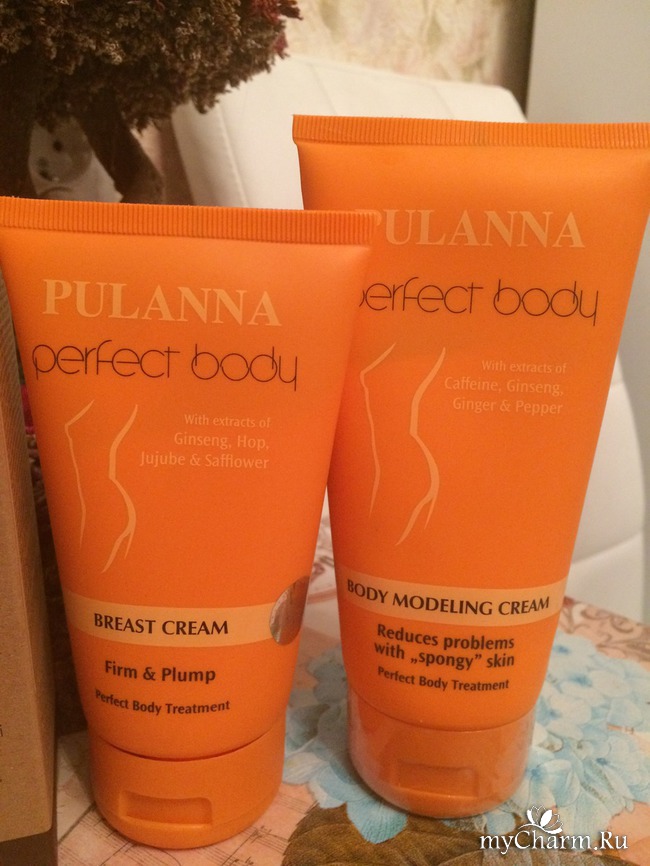 PULANNA
perfect body
With extracts of
Ginseng, Hop,
Jujube & Safflower
BREAST CREAM
Firm & Plump
Perfect Body Treatment
PULANNA
perfect body
With extracts of
Caffeine, Ginseng,
Ginger & Pepper
BODY MODELING CREAM
Reduces problems
with „spongy" skin
Perfect Body Treatment
myCharm.Ru